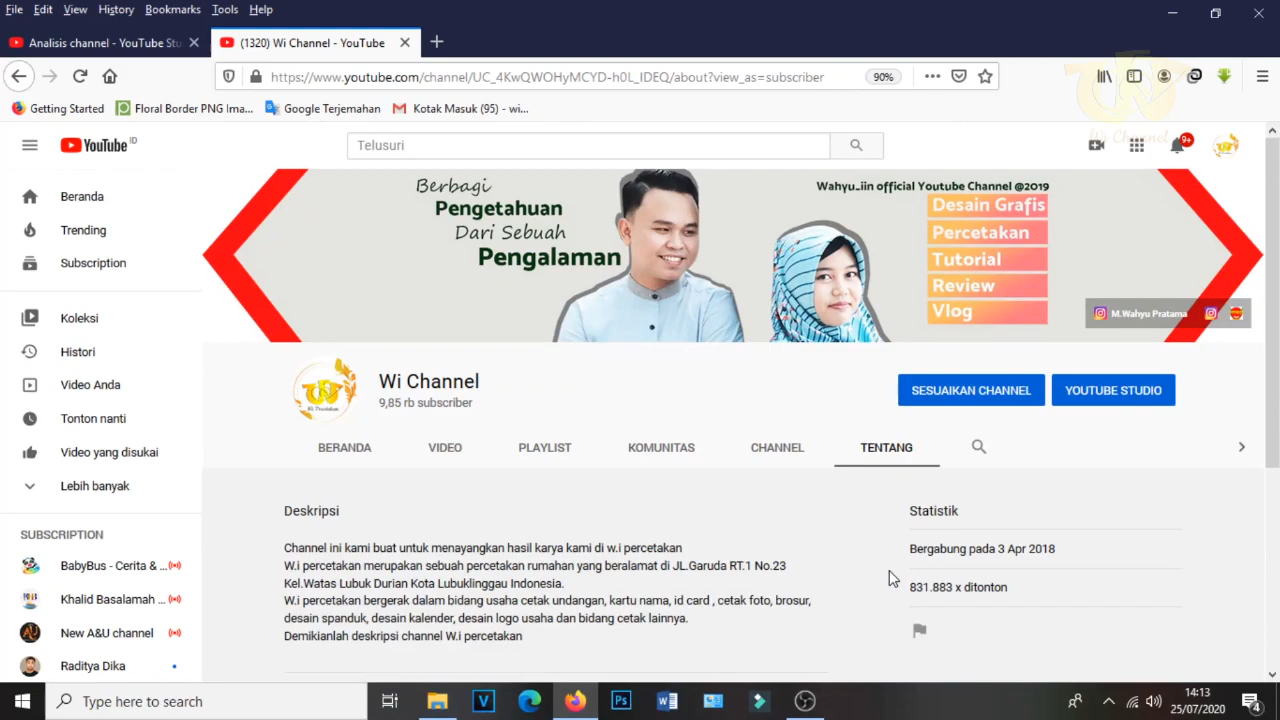 File Edit View History Bookmarks Tools Help
Analisis channel - YouTube Stu
(1320) Wi Channel - YouTube
https://www.youtube.com/channel/UC_4KwQWOHyMCYD-h0L_IDEQ/about?view_as=subscriber
90%
Getting Started
Floral Border PNG Ima...
Google Terjemahan
Kotak Masuk (95) - wi...
Wi Channel
YouTube ID
Telusuri
9+
Beranda
Trending
Subscription
Koleksi
Histori
Video Anda
Tonton nanti
Video yang disukai
Lebih banyak
SUBSCRIPTION
BabyBus - Cerita & ...
Khalid Basalamah ...
New A&U channel
Raditya Dika
Berbagi
Pengetahuan
Dari Sebuah
Pengalaman
Wahyu_iin official Youtube Channel @2019
Desain Grafis
Percetakan
Tutorial
Review
Vlog
M.Wahyu Pratama
Wi Channel
9,85 rb subscriber
SESUAIKAN CHANNEL
YOUTUBE STUDIO
BERANDA VIDEO PLAYLIST KOMUNITAS CHANNEL TENTANG
Deskripsi
Channel ini kami buat untuk menayangkan hasil karya kami di w.i percetakan
W.i percetakan merupakan sebuah percetakan rumahan yang beralamat di JL.Garuda RT.1 No.23
Kel.Watas Lubuk Durian Kota Lubuklinggau Indonesia.
W.i percetakan bergerak dalam bidang usaha cetak undangan, kartu nama, id card , cetak foto, brosur,
desain spanduk, desain kalender, desain logo usaha dan bidang cetak lainnya.
Demikianlah deskripsi channel W.i percetakan
Statistik
Bergabung pada 3 Apr 2018
831.883 x ditonton
Type here to search
14:13
25/07/2020
4